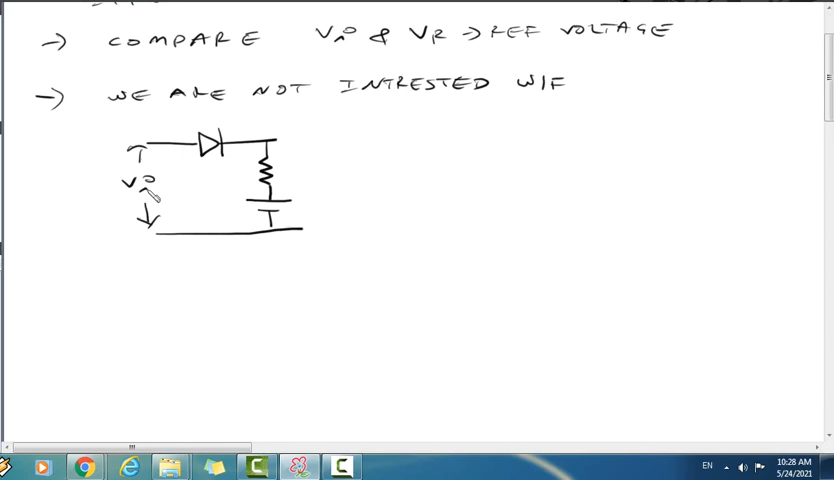 → COMPARE Vi & VR → REF VOLTAGE
→ WE ARE NOT INTRESTED W/F
Vi
EN
10:28 AM
5/24/2021